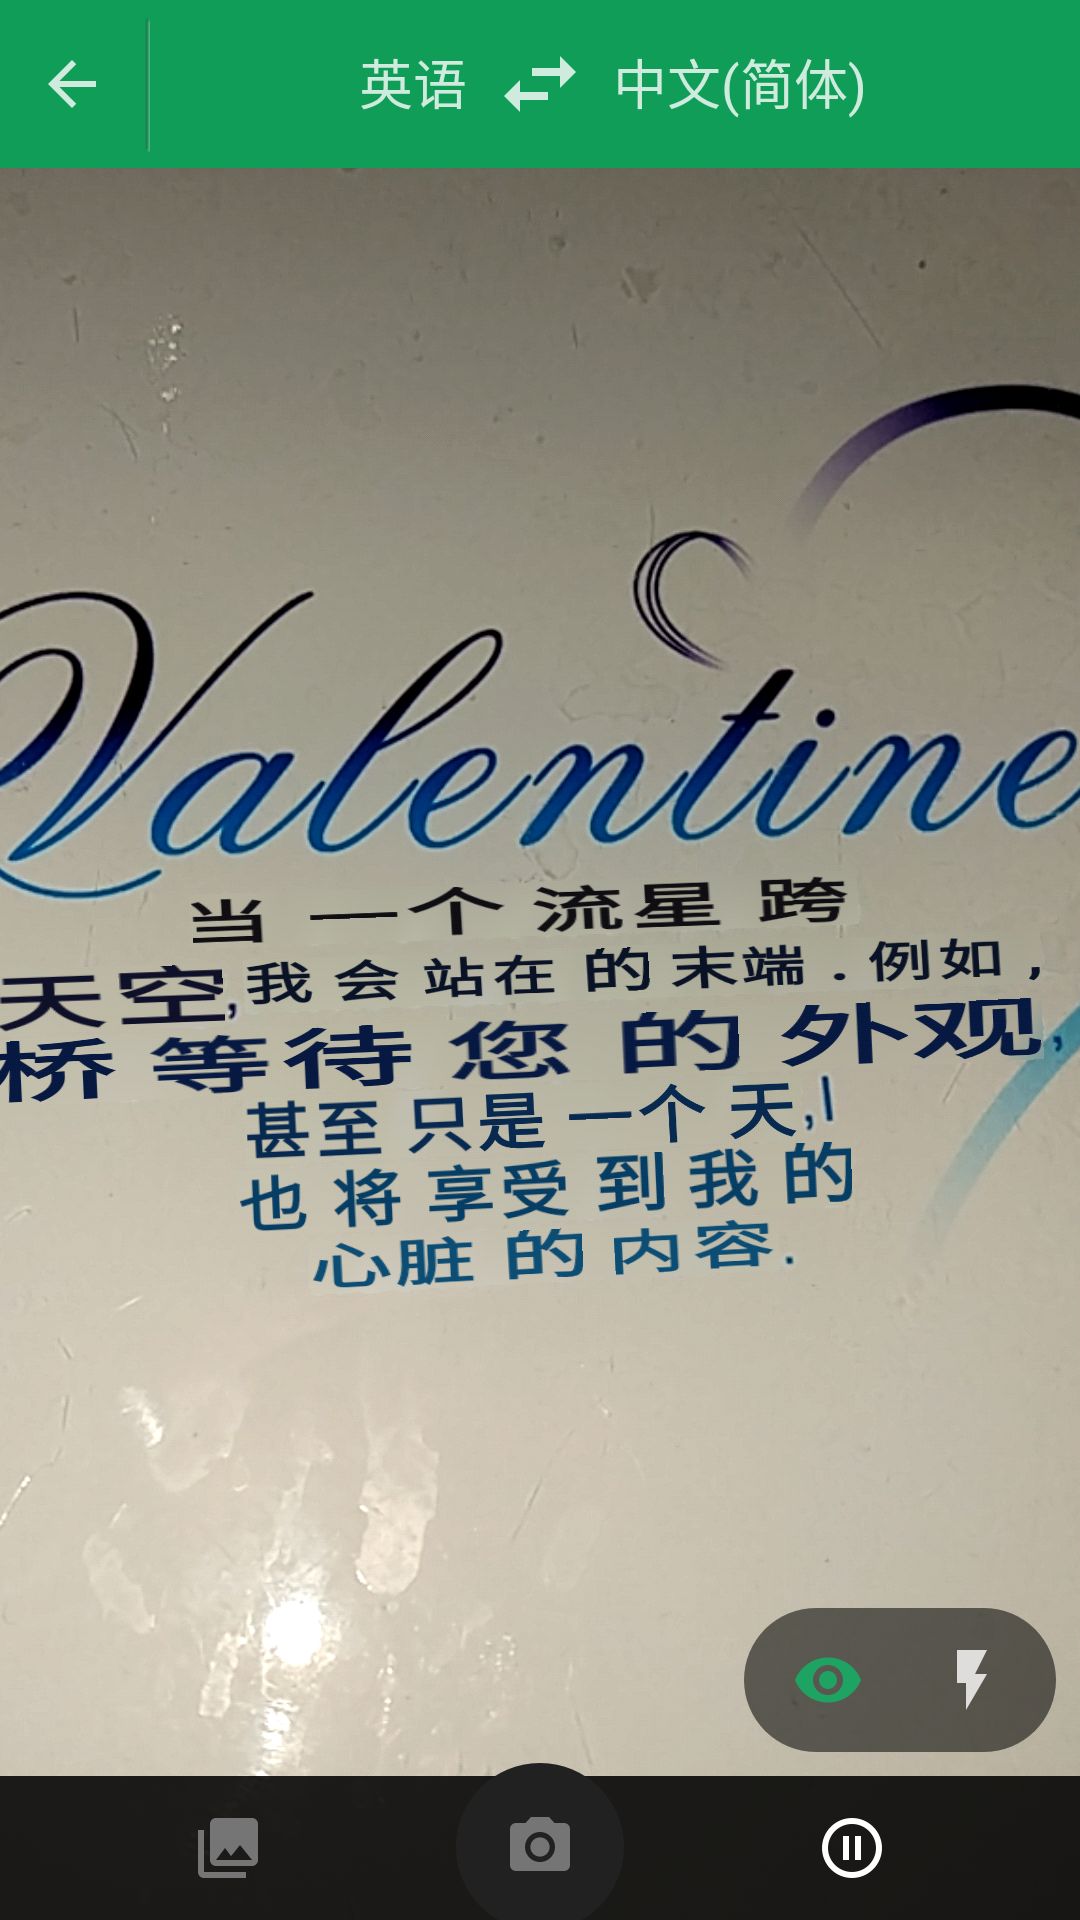 英语 中文(简体)
Valentine
当 一个 流星 跨
天空,我 会 站在 的 末端 . 例如 ,
桥 等待 您 的 外观,
甚至 只是 一个 天,I
也 将 享受 到 我 的
心脏 的 内容.